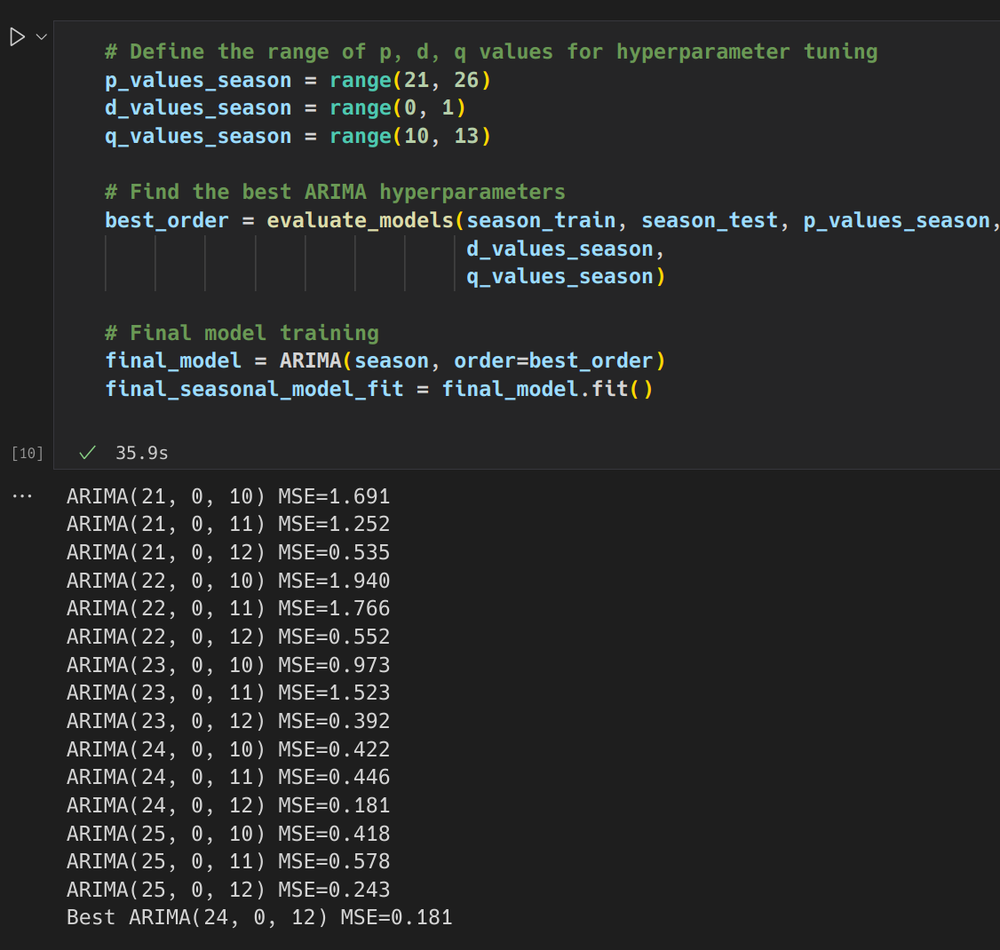 # Define the range of p, d, q values for hyperparameter tuning
p_values_season = range(21, 26)
d_values_season = range(0, 1)
q_values_season = range(10, 13)
# Find the best ARIMA hyperparameters
best_order = evaluate_models(season_train, season_test, p_values_season,
d_values_season,
q_values_season)
# Final model training
final_model = ARIMA(season, order=best_order)
final_seasonal_model_fit = final_model.fit()
[10] ✓ 35.9s
... ARIMA(21, 0, 10) MSE=1.691
ARIMA(21, 0, 11) MSE=1.252
ARIMA(21, 0, 12) MSE=0.535
ARIMA(22, 0, 10) MSE=1.940
ARIMA(22, 0, 11) MSE=1.766
ARIMA(22, 0, 12) MSE=0.552
ARIMA(23, 0, 10) MSE=0.973
ARIMA(23, 0, 11) MSE=1.523
ARIMA(23, 0, 12) MSE=0.392
ARIMA(24, 0, 10) MSE=0.422
ARIMA(24, 0, 11) MSE=0.446
ARIMA(24, 0, 12) MSE=0.181
ARIMA(25, 0, 10) MSE=0.418
ARIMA(25, 0, 11) MSE=0.578
ARIMA(25, 0, 12) MSE=0.243
Best ARIMA(24, 0, 12) MSE=0.181